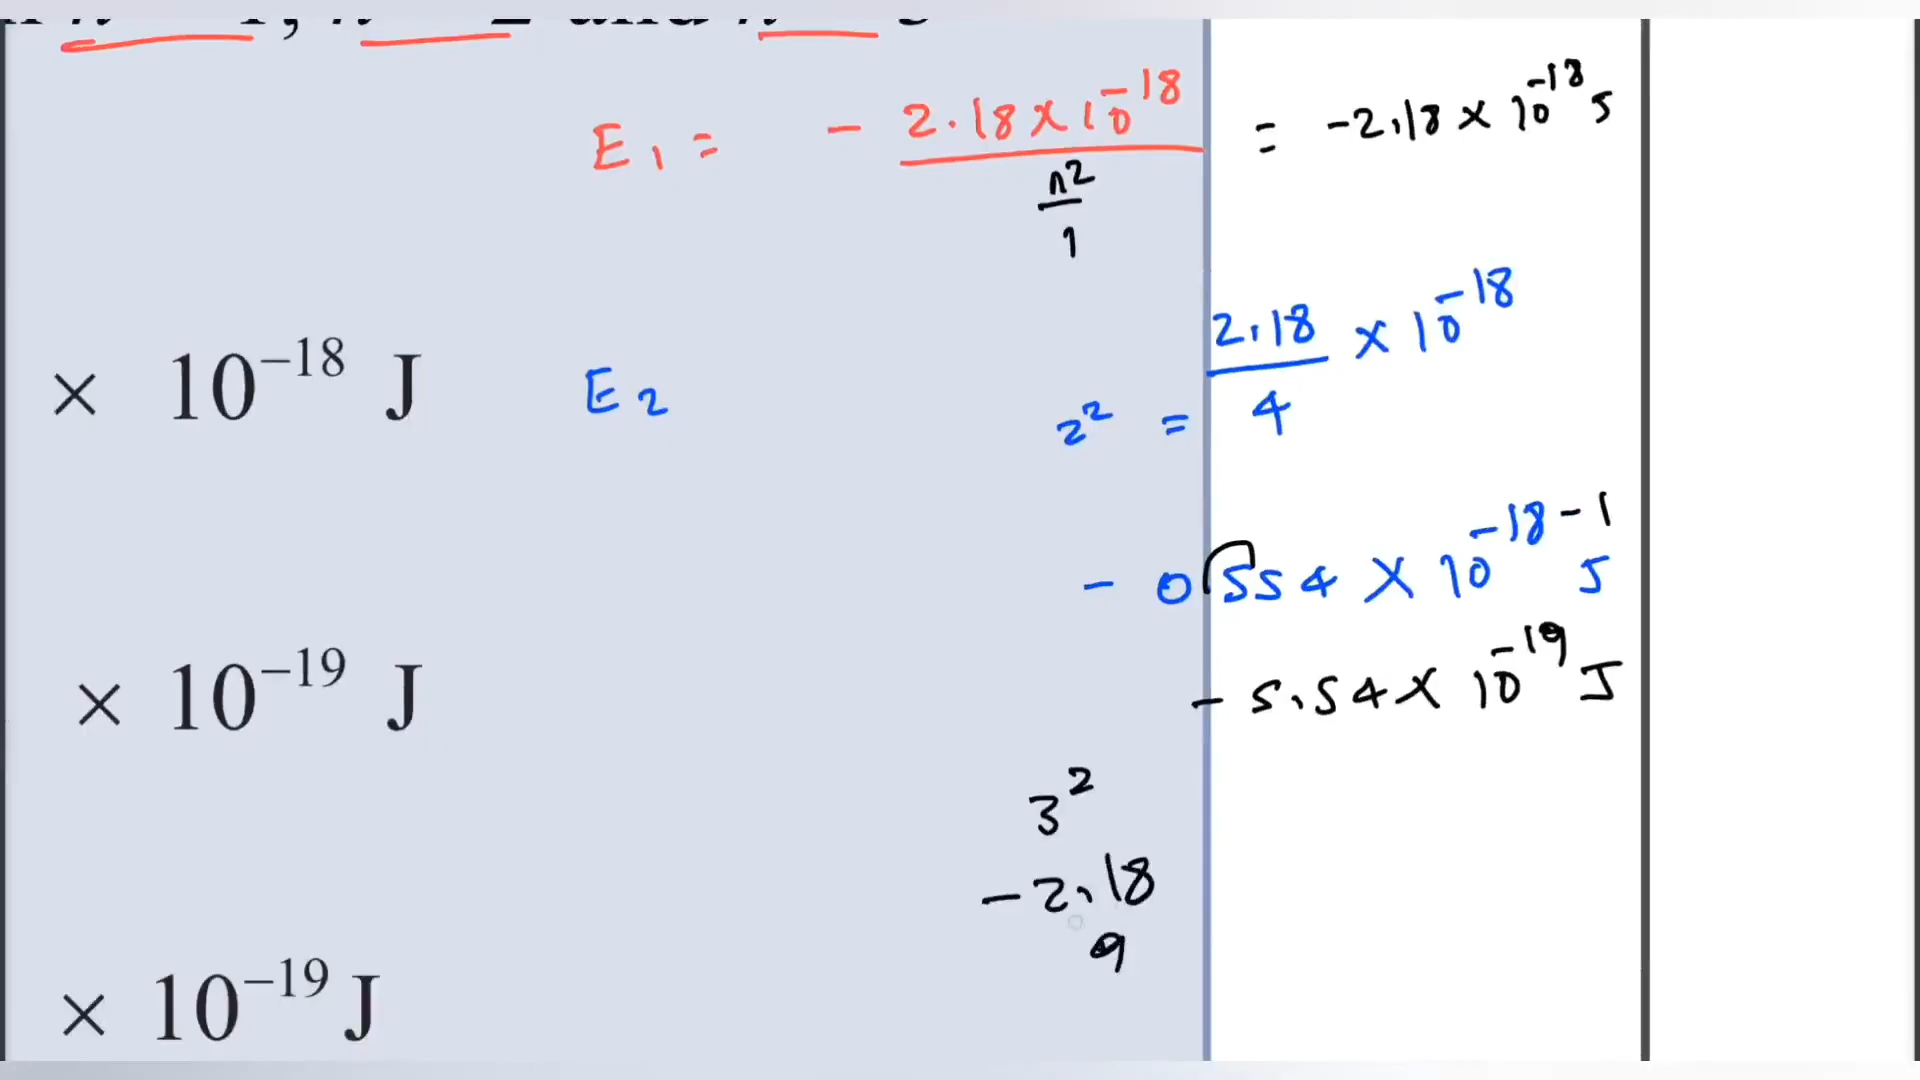 E₁ = - 2.18 x 10⁻¹⁸ = -2.18 x 10⁻¹⁸ J
n²
1
2.18 x 10⁻¹⁸
× 10⁻¹⁸ J E₂
2² = 4
- 0.554 x 10⁻¹⁸⁻¹ J
× 10⁻¹⁹ J - 5.54 x 10⁻¹⁹ J
3²
- 2.18
9
× 10⁻¹⁹ J